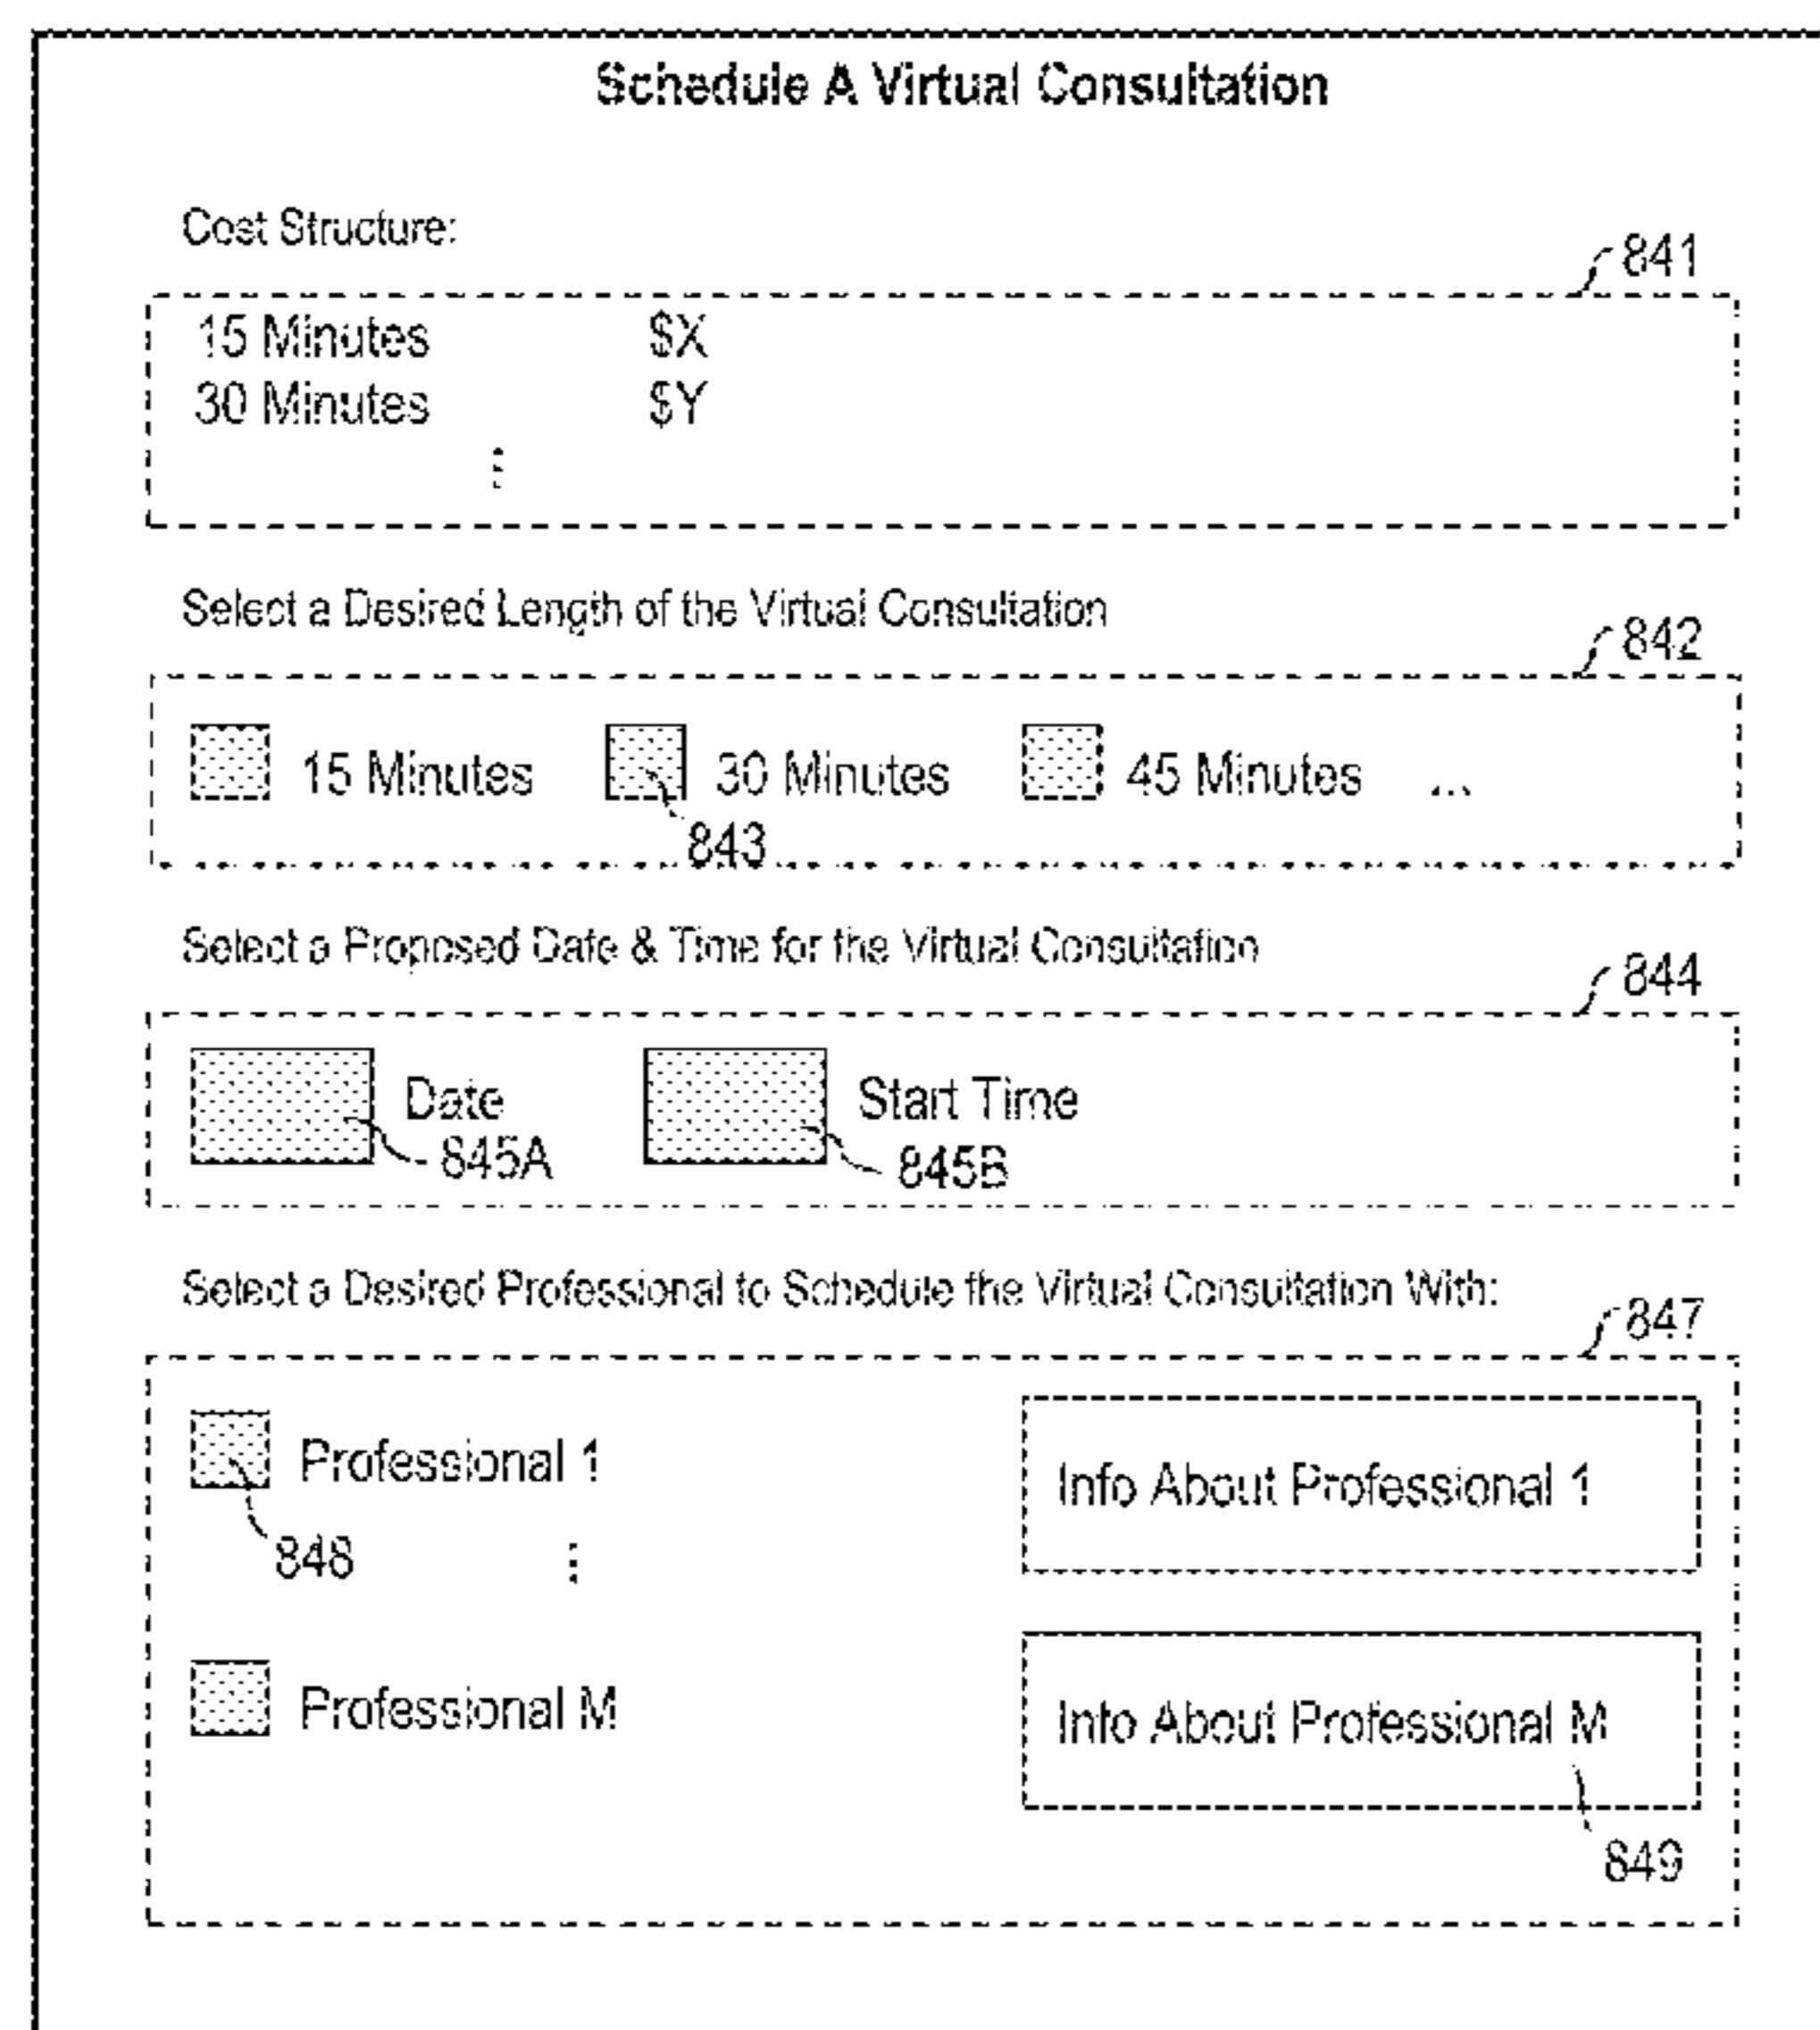 Schedule A Virtual Consultation
Cost Structure:
841
15 Minutes $X
30 Minutes $Y
⋮
Select a Desired Length of the Virtual Consultation
842
15 Minutes 30 Minutes 45 Minutes ...
843
Select a Proposed Date & Time for the Virtual Consultation
844
Date Start Time
845A 845B
Select a Desired Professional to Schedule the Virtual Consultation With:
847
Professional 1 Info About Professional 1
848
⋮
Professional M Info About Professional M
849